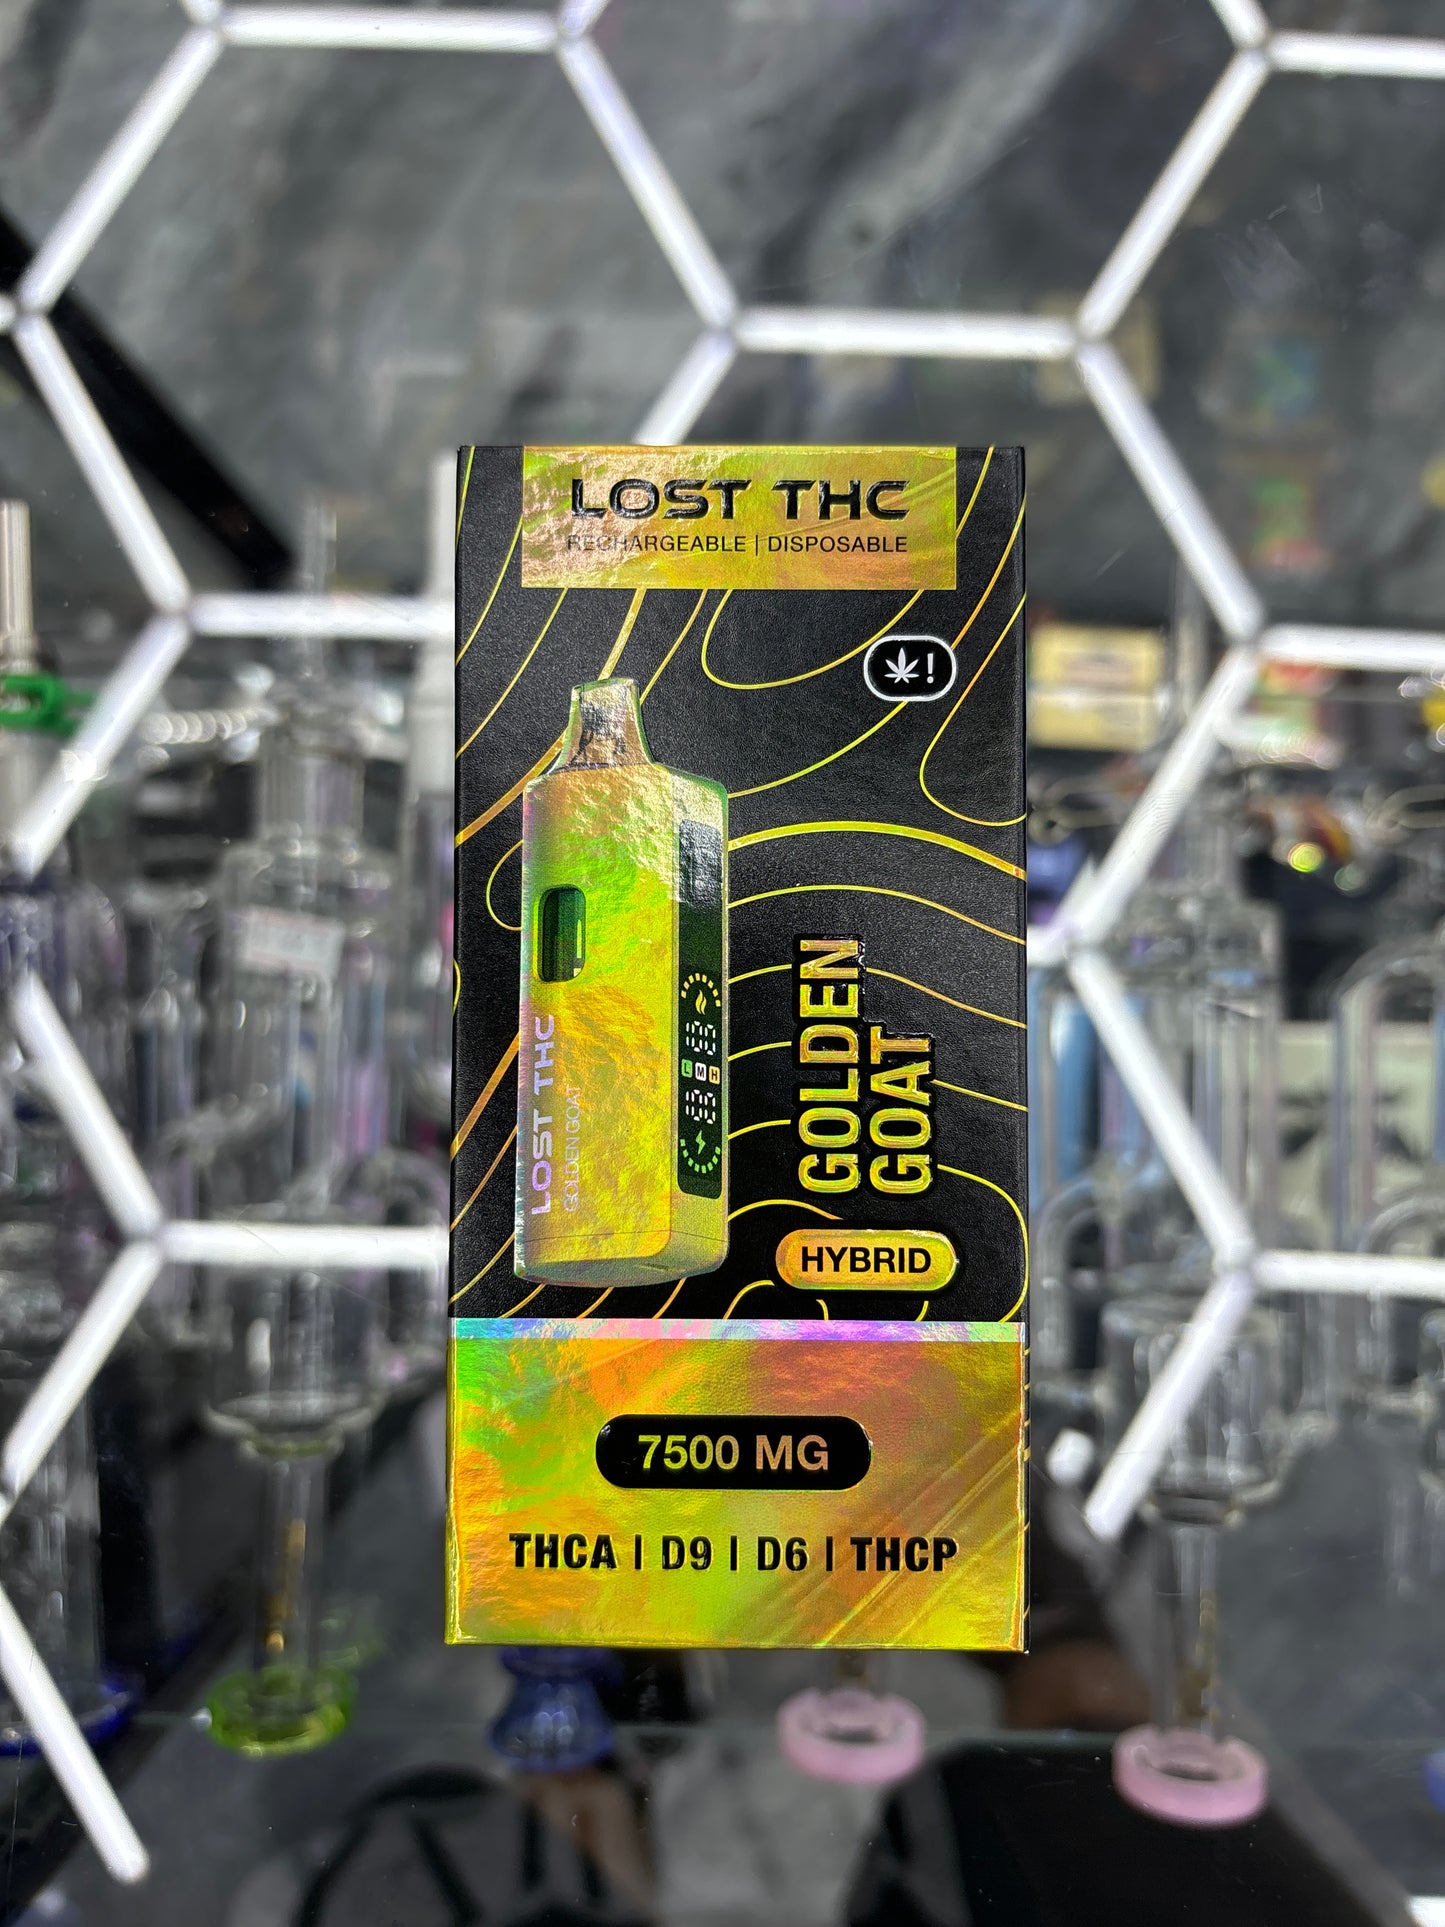 LOST THC
RECHARGEABLE | DISPOSABLE
!
LOST THC
GOLDEN GOAT
L M H
GOLDEN
GOAT
HYBRID
7500 MG
THCA | D9 | D6 | THCP